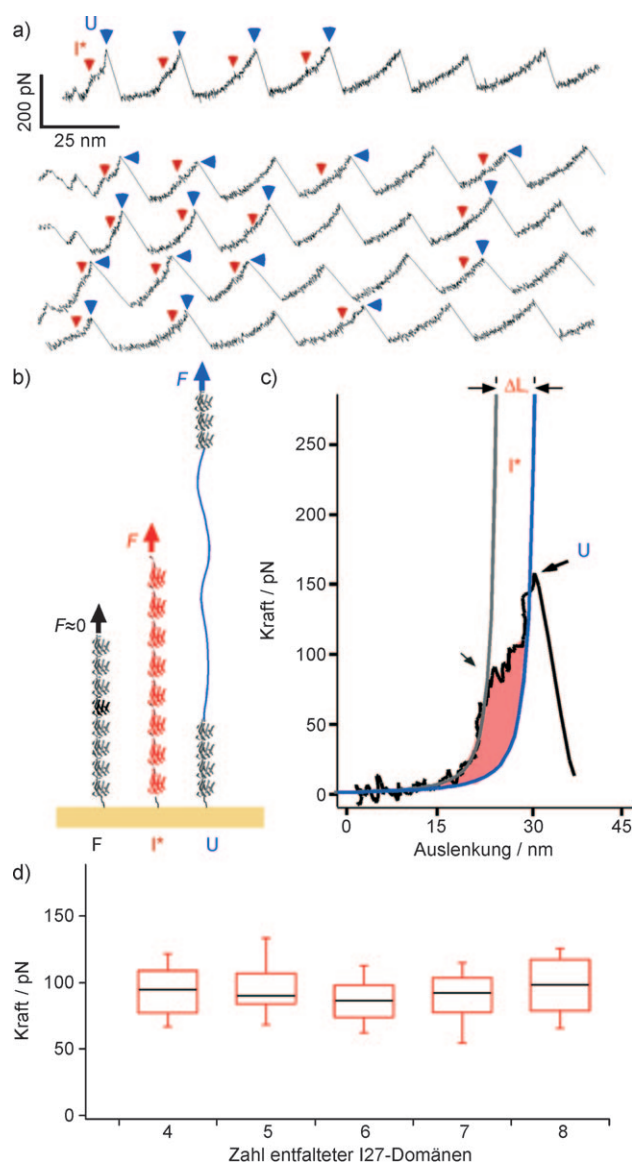 a)
U
I*
200 pN
25 nm
b)
F
F
F≈0
F
I*
U
c)
ΔL
I*
U
Kraft / pN
250
200
150
100
50
0
0
15
30
45
Auslenkung / nm
d)
Kraft / pN
150
100
50
0
4
5
6
7
8
Zahl entfalteter I27-Domänen